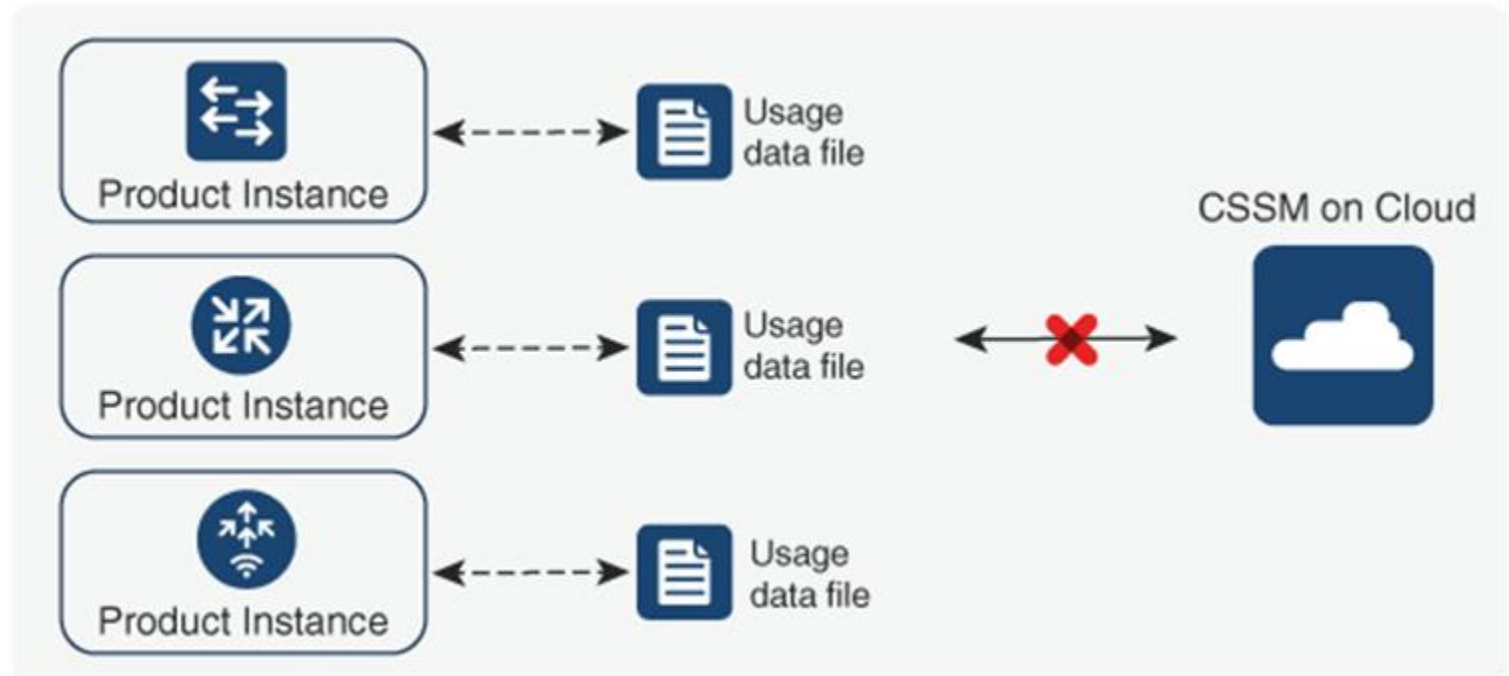 Product Instance
Usage
data file
CSSM on Cloud
Product Instance
Usage
data file
Product Instance
Usage
data file